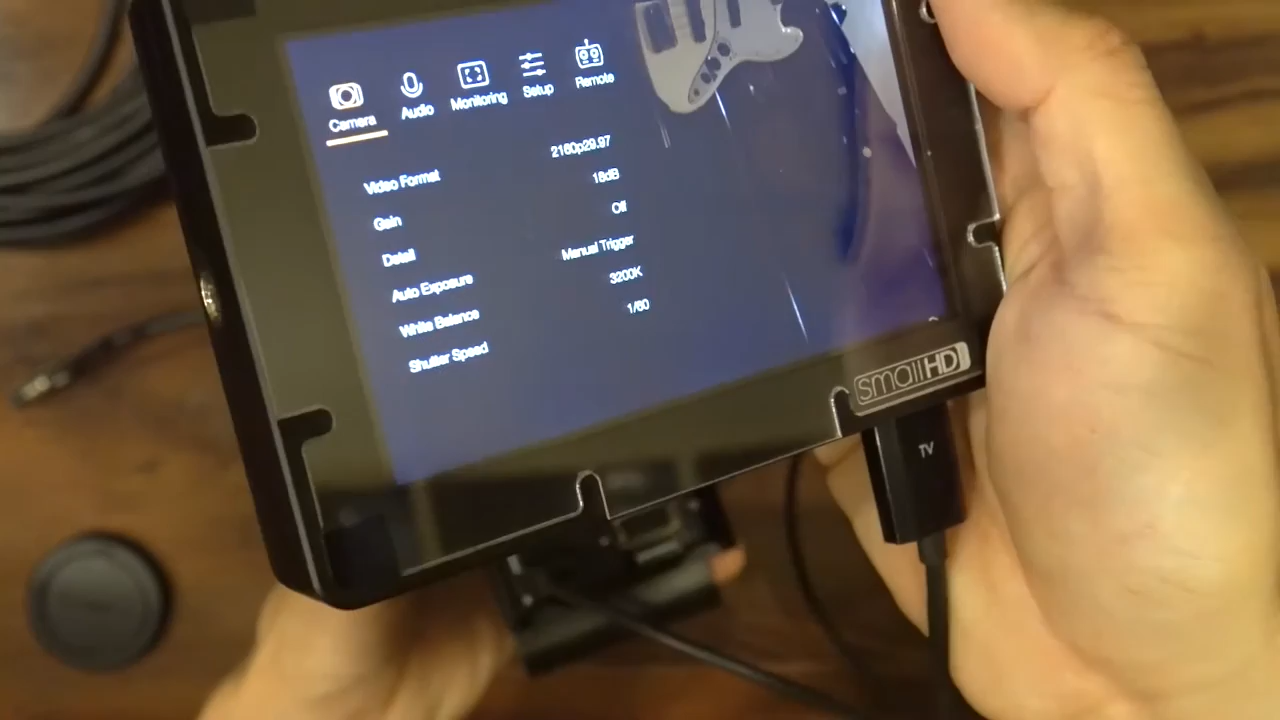 Camera
Audio
Monitoring
Setup
Remote
Video Format 2160p29.97
Gain 18dB
Detail Off
Auto Exposure Manual Trigger
White Balance 3200K
Shutter Speed 1/60
smallHD
TV